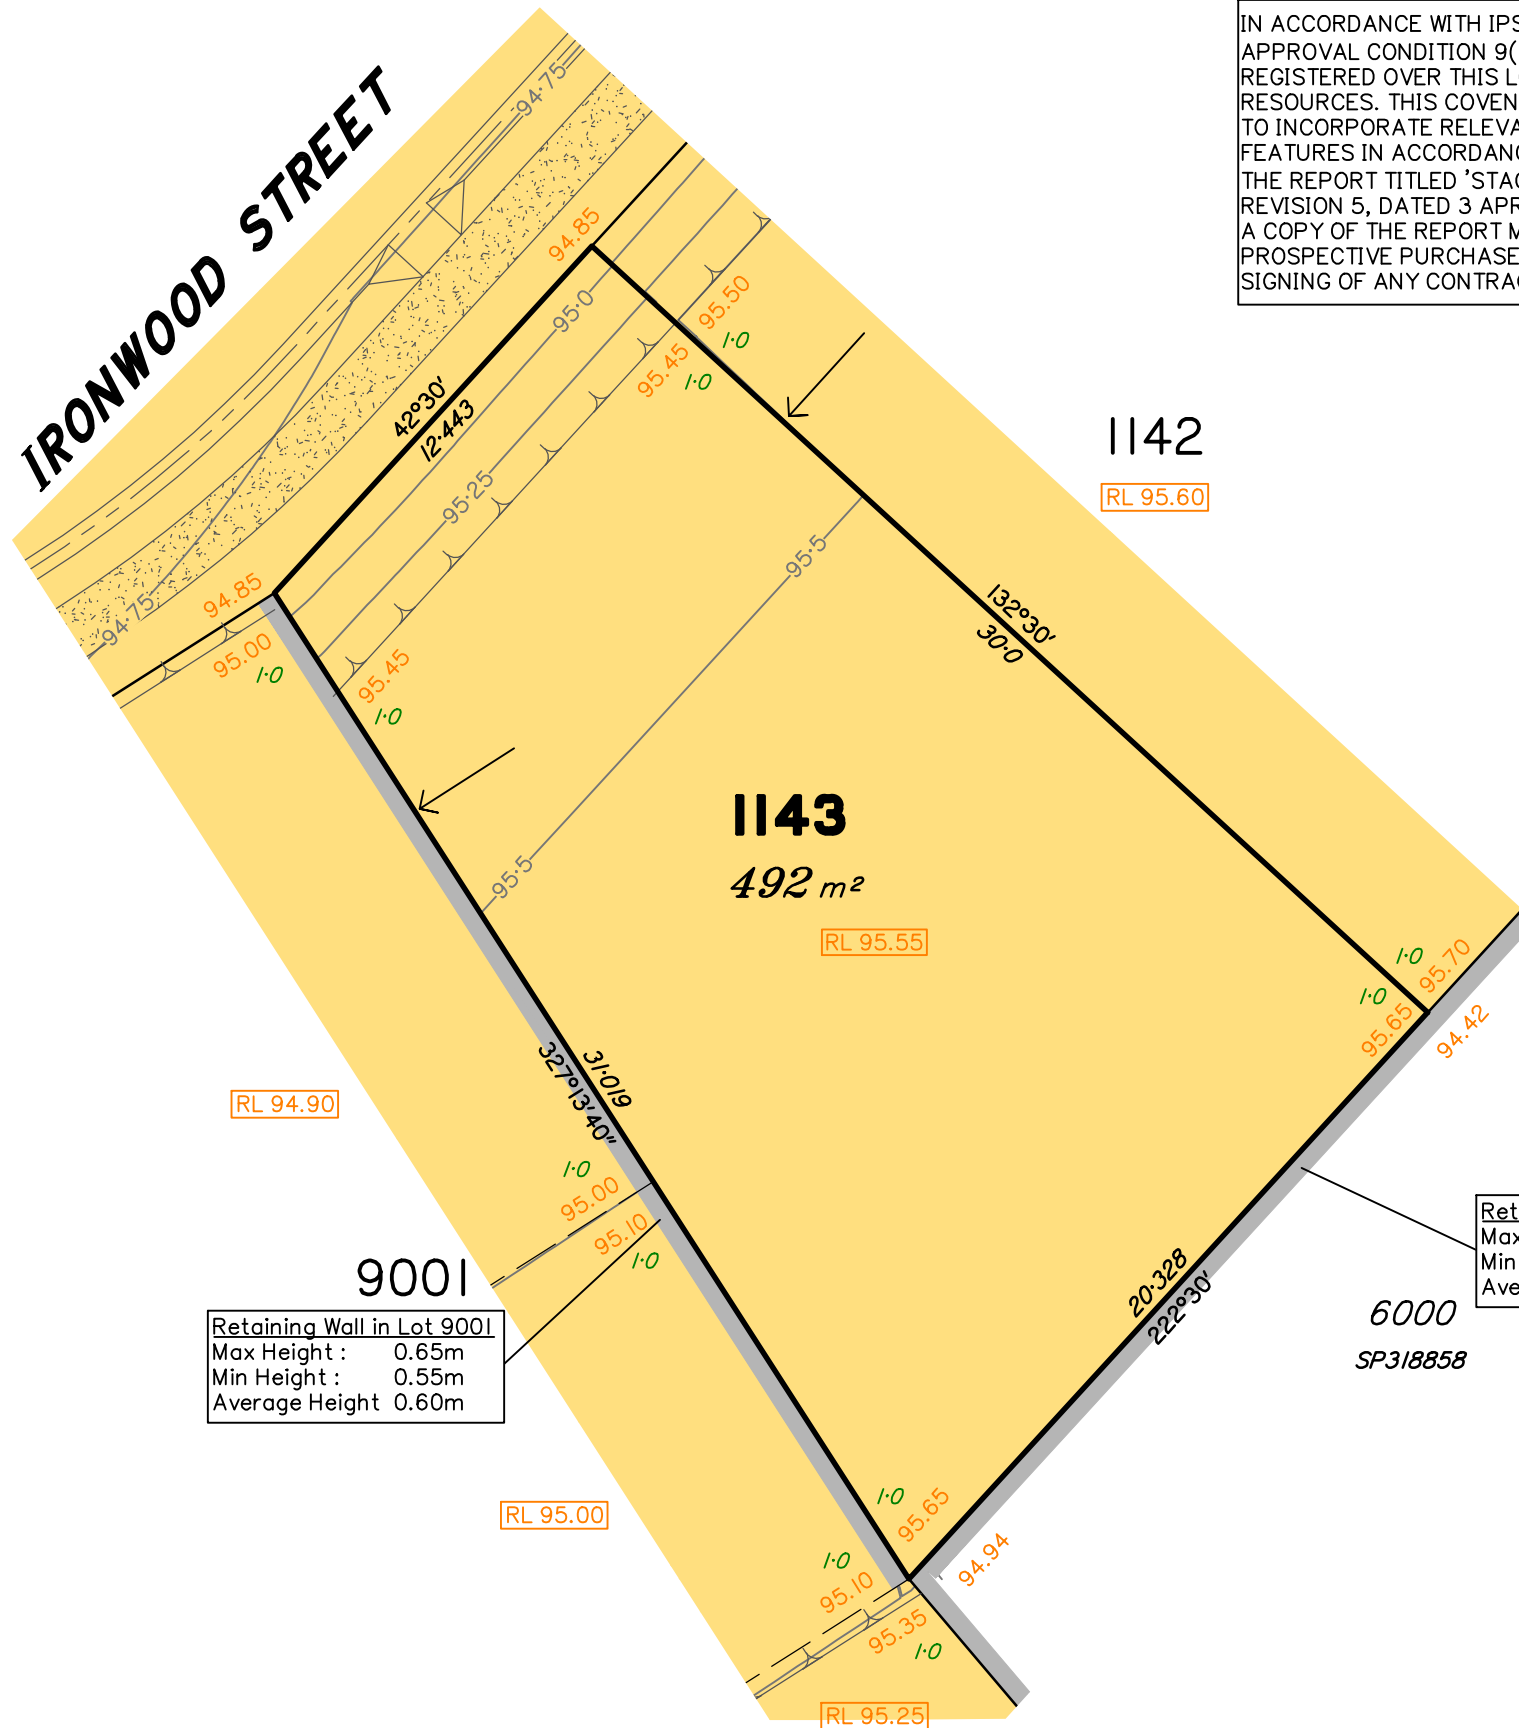 IN ACCORDANCE WITH
APPROVAL CONDITION 9(
REGISTERED OVER THIS
RESOURCES. THIS
TO INCORPORATE
FEATURES IN
THE REPORT TITLED
REVISION 5, DATED 3
A COPY OF THE REPORT
PROSPECTIVE
SIGNING OF ANY
IRONWOOD STREET
94·75
94.85
95·0
95.50
1·0
95.45
1·0
42°30'
12·443
1142
RL 95.60
95·25
95·5
94·75
94.85
95.00
1·0
95.45
1·0
132°30'
30·0
1143
492 m²
RL 95.55
95·5
1·0
95.70
1·0
95.65
94.42
31·019
327°13'40"
RL 94.90
1·0
95.00
95.10
1·0
9001
Retaining Wall in Lot 9001
Max Height : 0.65m
Min Height : 0.55m
Average Height 0.60m
20·328
222°30'
Max
Min
6000
SP318858
RL 95.00
1·0
95.65
94.94
1·0
95.10
95.35
1·0
RL 95.25